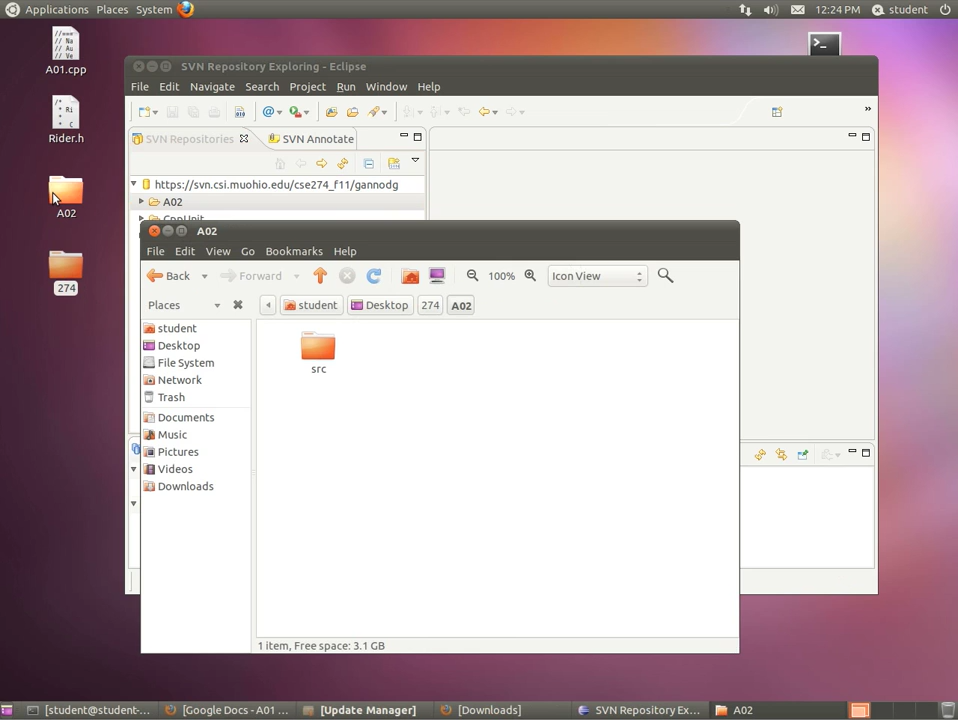 Applications Places System 12:24 PM student
A01.cpp
Rider.h
A02
274
SVN Repository Exploring - Eclipse
File Edit Navigate Search Project Run Window Help
SVN Repositories SVN Annotate
https://svn.csi.muohio.edu/cse274_f11/gannodg
A02
CppUnit
A02
File Edit View Go Bookmarks Help
Back Forward 100% Icon View
Places student Desktop 274 A02
student
Desktop
File System
Network
Trash
Documents
Music
Pictures
Videos
Downloads
src
1 item, Free space: 3.1 GB
[student@student-... [Google Docs - A01 ... [Update Manager] [Downloads] SVN Repository Ex... A02